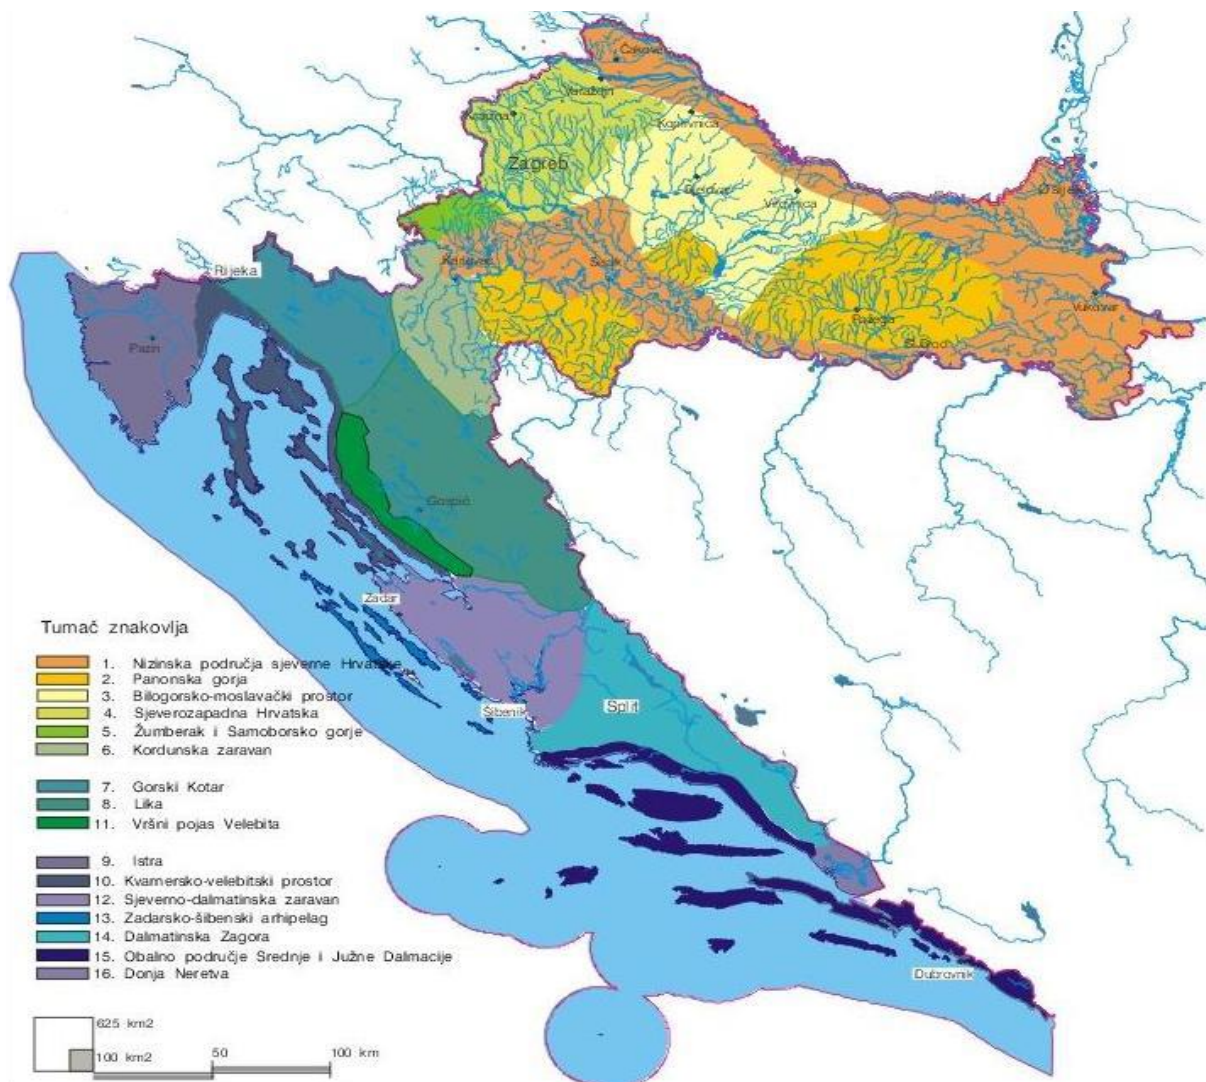 Čakovec
Varaždin
Krapina
Koprivnica
Zagreb
Bjelovar
Virovitica
Osijek
Karlovac
Sisak
Rijeka
Vukovar
Požega
Sl.Brod
Pazin
Gospić
Zadar
Šibenik
Split
Dubrovnik
Tumač znakovlja
1. Nizinska područja sjeverne Hrvatske
2. Panonska gorja
3. Bilogorsko-moslavački prostor
4. Sjeverozapadna Hrvatska
5. Žumberak i Samoborsko gorje
6. Kordunska zaravan
7. Gorski Kotar
8. Lika
11. Vršni pojas Velebita
9. Istra
10. Kvarnersko-velebitski prostor
12. Sjeverno-dalmatinska zaravan
13. Zadarsko-šibenski arhipelag
14. Dalmatinska Zagora
15. Obalno područje Srednje i Južne Dalmacije
16. Donja Neretva
625 km2
100 km2
50
100 km